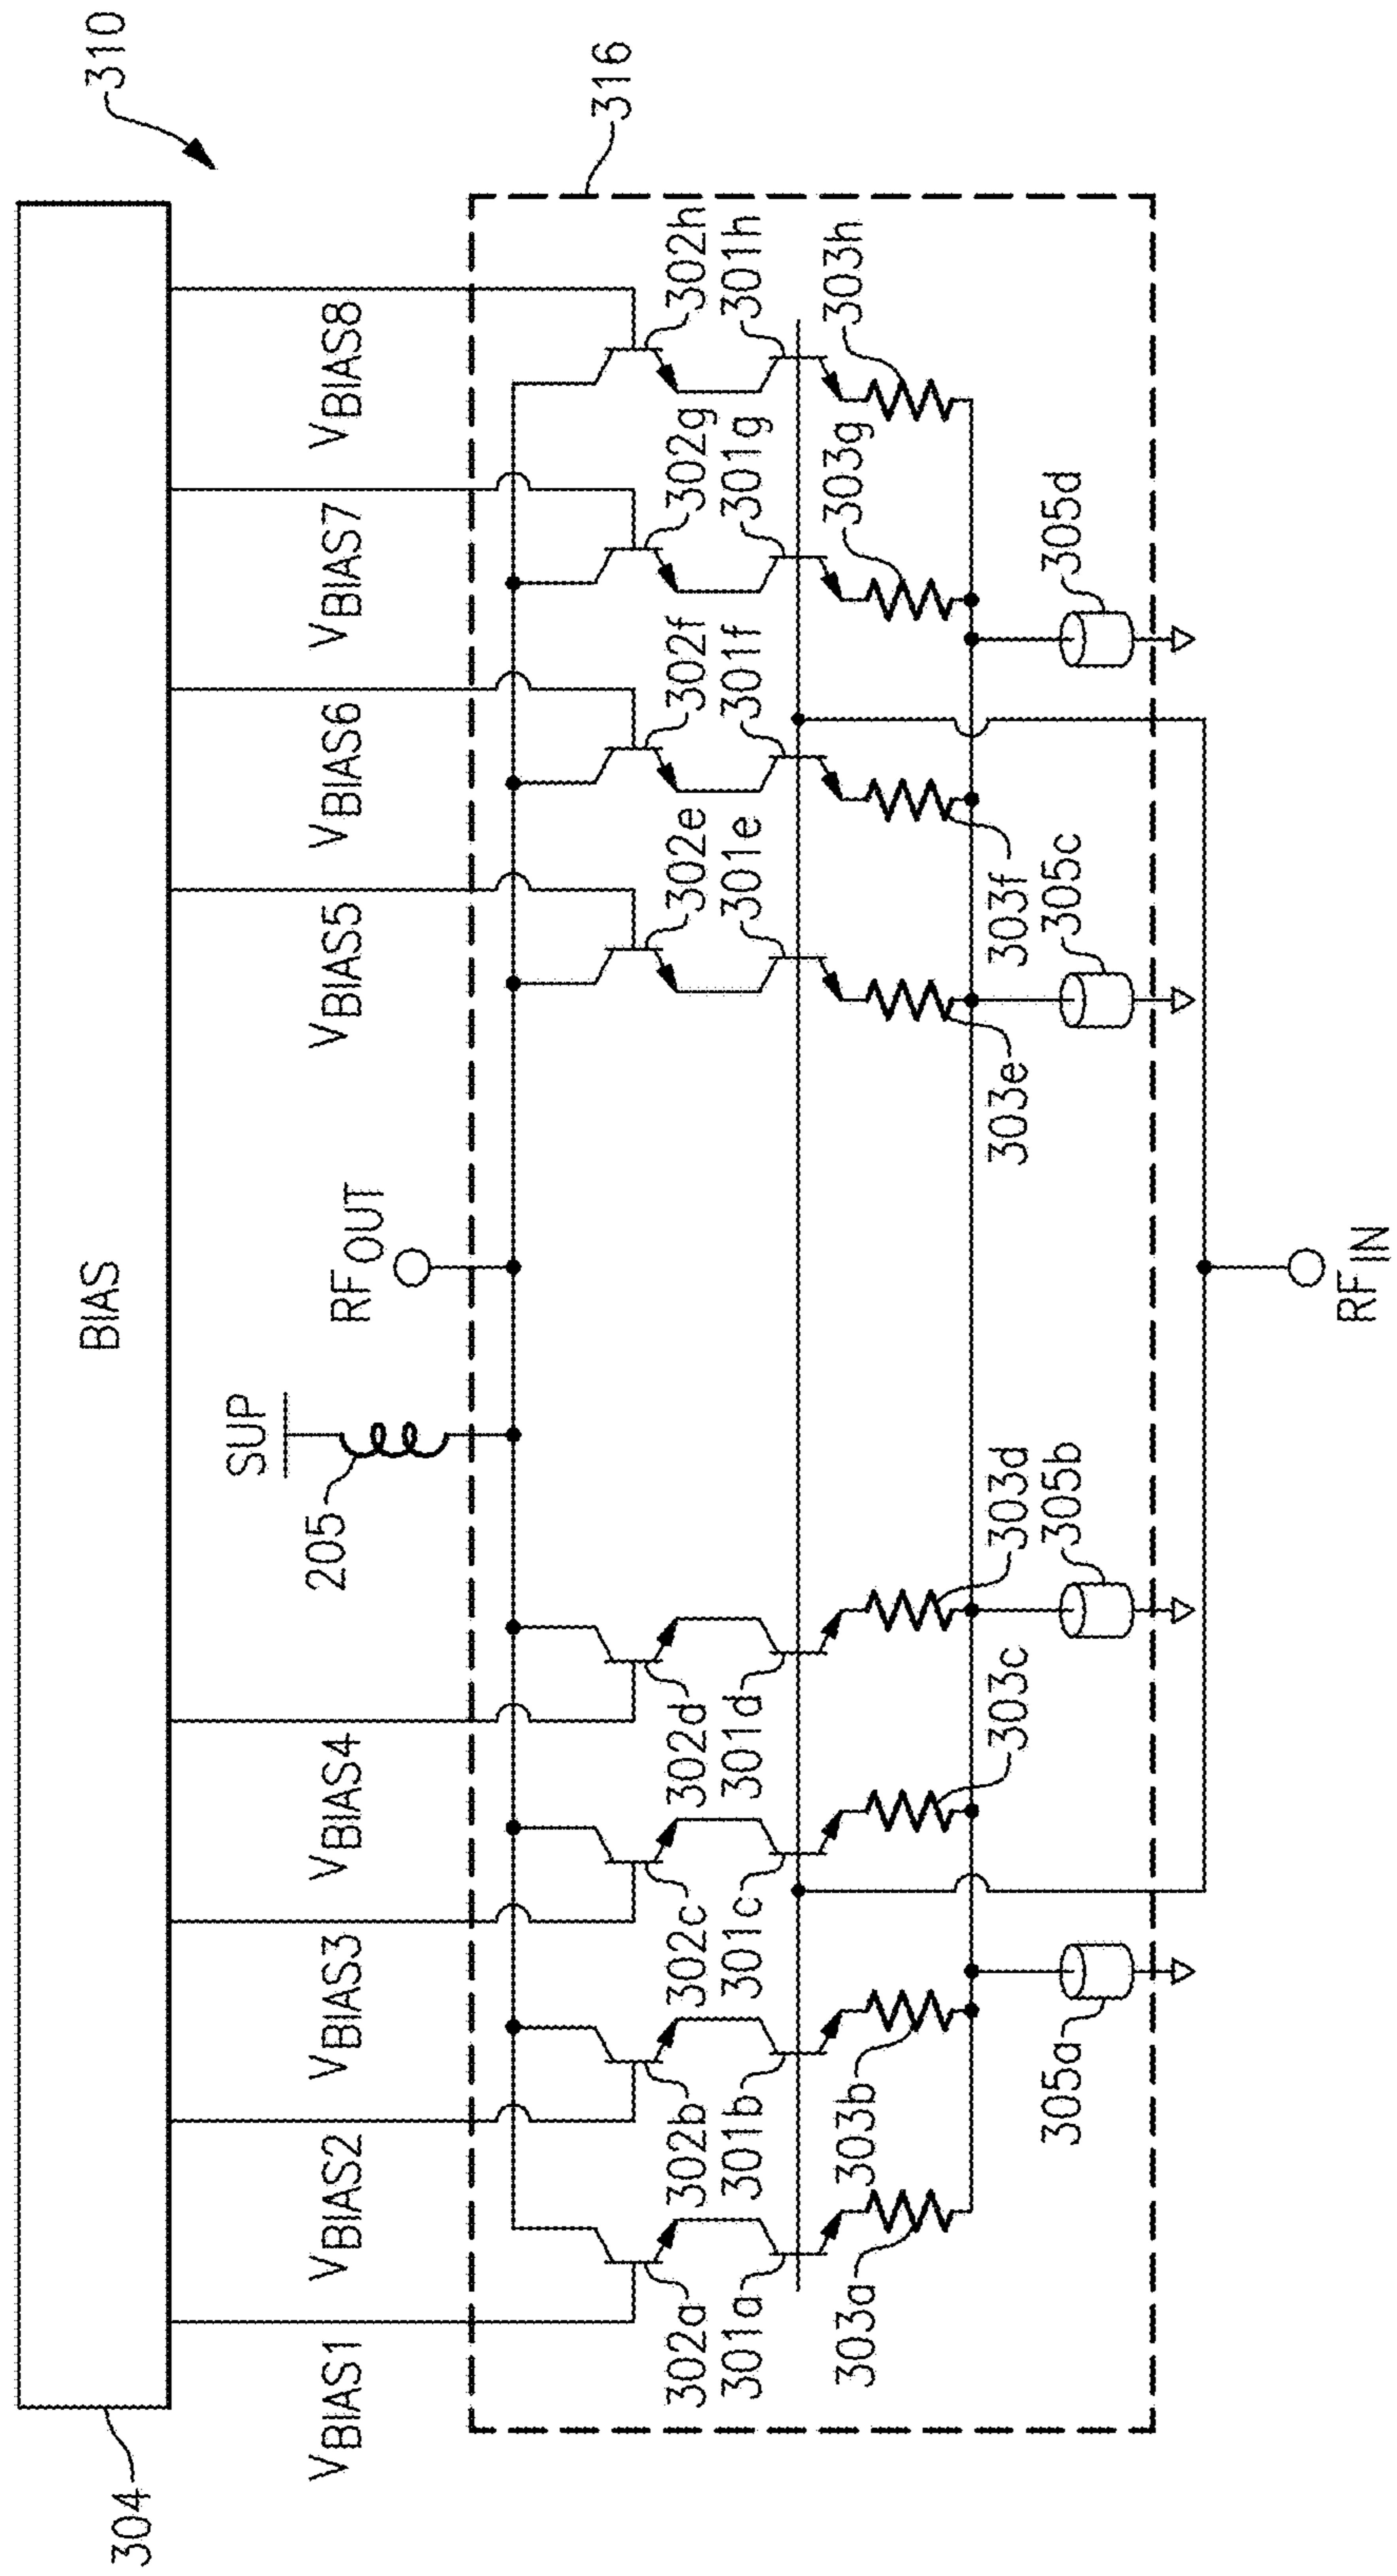 310
304
BIAS
VBIAS1
VBIAS2
VBIAS3
VBIAS4
VBIAS5
VBIAS6
VBIAS7
VBIAS8
SUP
205
RFOUT
316
302a
302b
302c
302d
302e
302f
302g
302h
301a
301b
301c
301d
301e
301f
301g
301h
303a
303b
303c
303d
303e
303f
303g
303h
305a
305b
305c
305d
RFIN